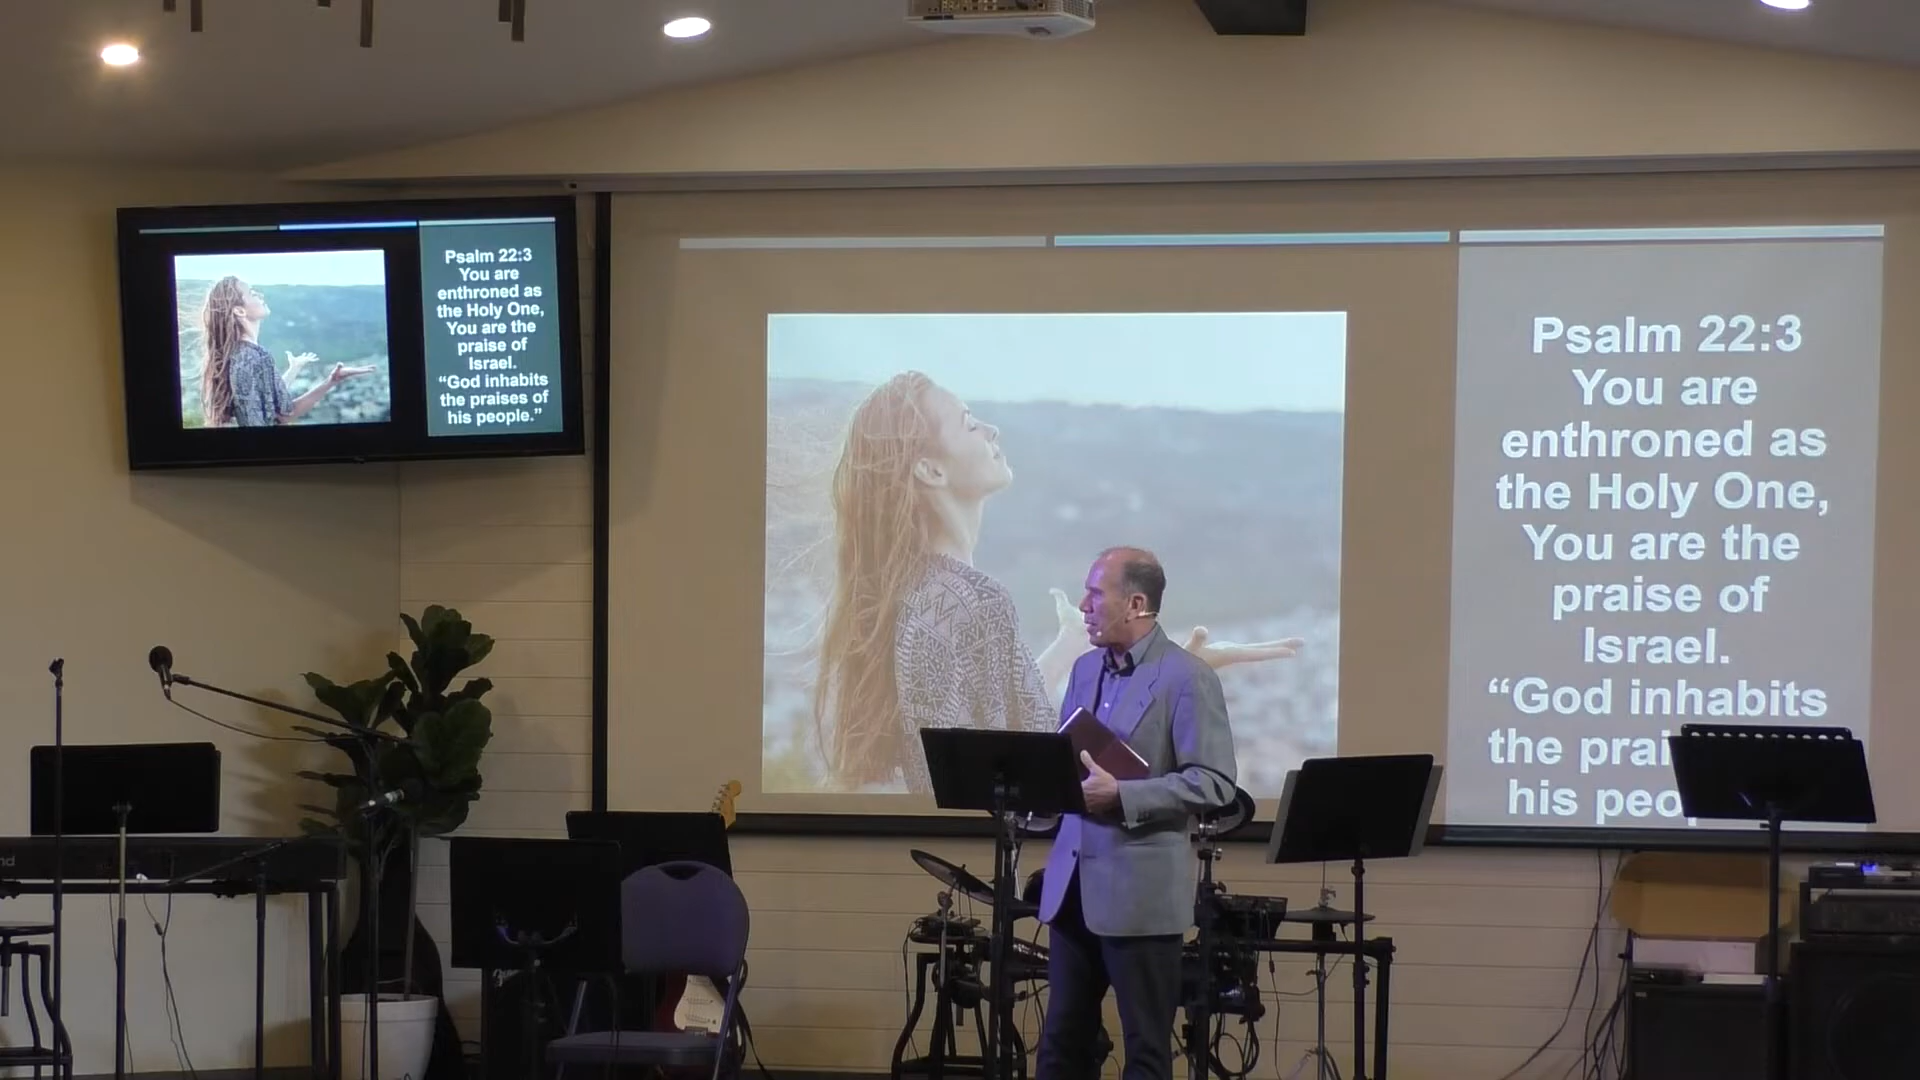 Psalm 22:3
You are
enthroned as
the Holy One,
You are the
praise of
Israel.
“God inhabits
the praises of
his people.”
Psalm 22:3
You are
enthroned as
the Holy One,
You are the
praise of
Israel.
“God inhabits
the prai
his peo
nd